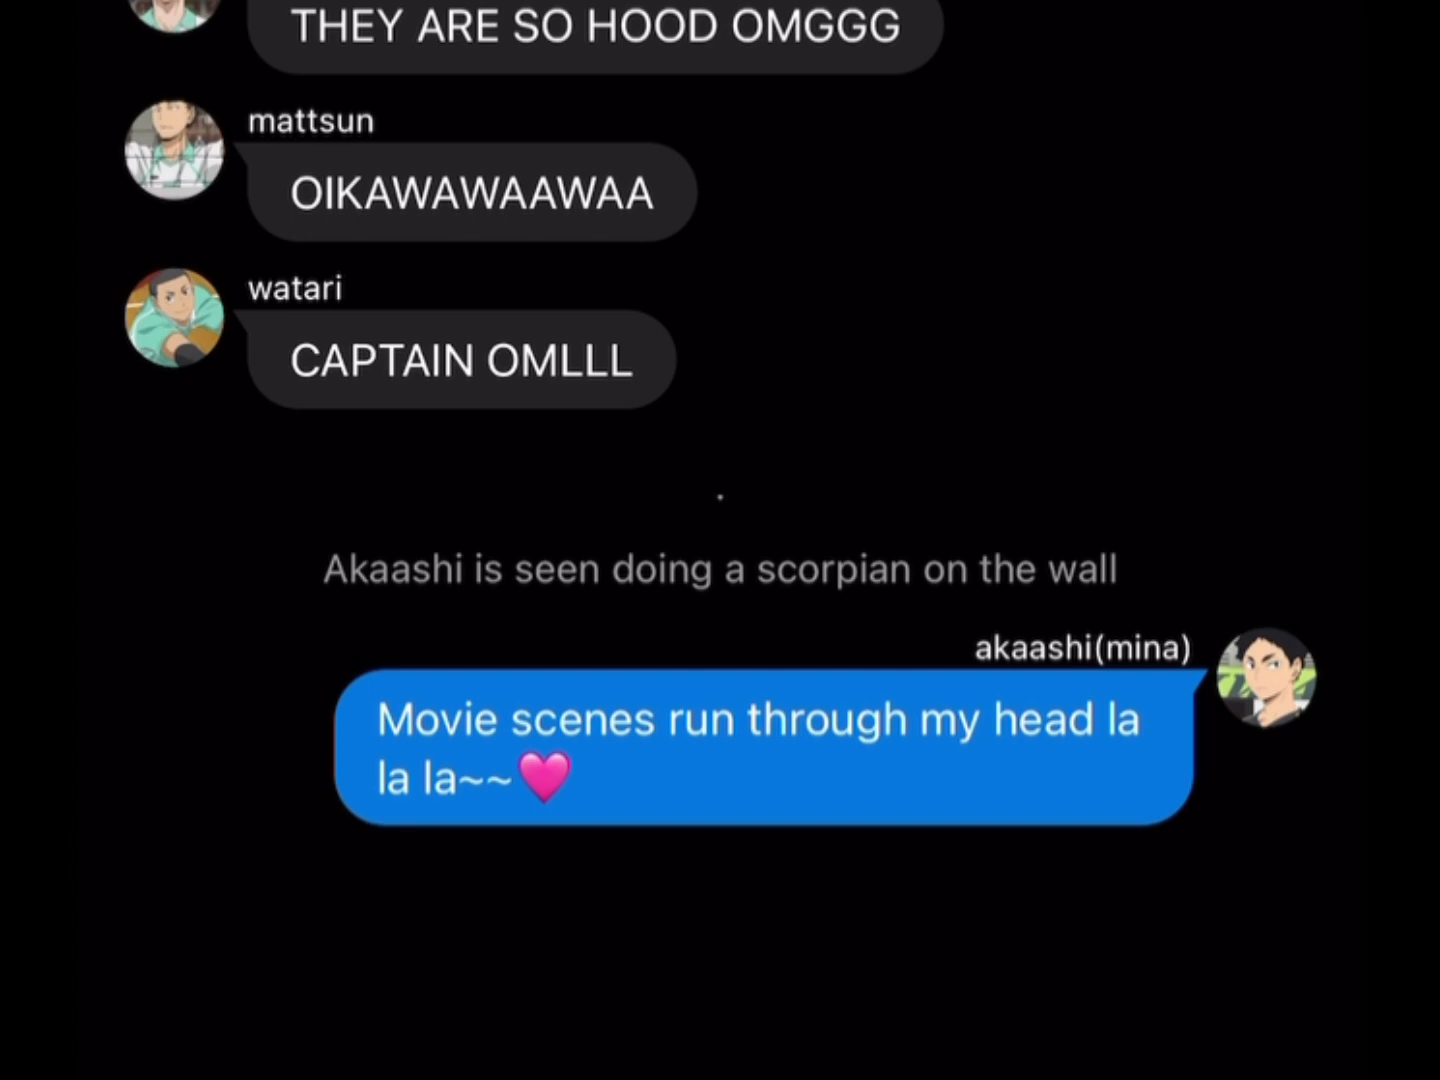 THEY ARE SO HOOD OMGGG
mattsun
OIKAWAWAAWAA
watari
CAPTAIN OMLLL
.
Akaashi is seen doing a scorpian on the wall
akaashi(mina)
Movie scenes run through my head la
la la~~🩷